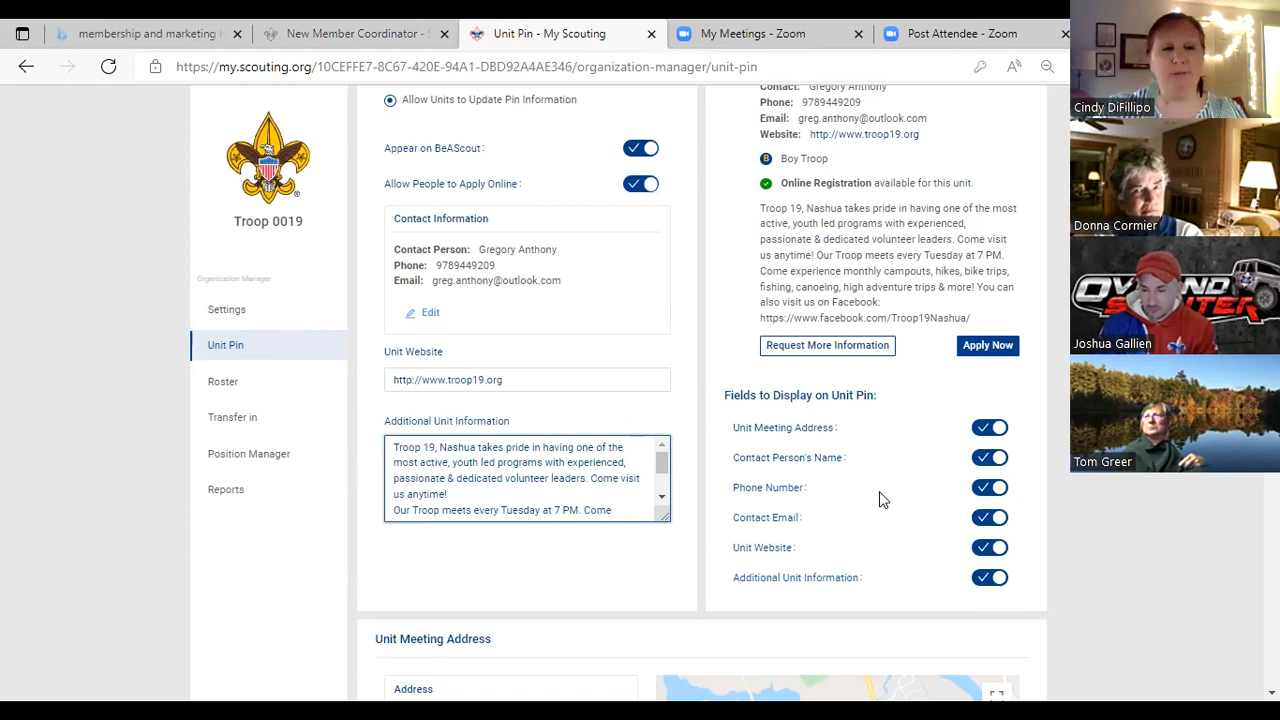 membership and marketing
New Member Coordinator -
Unit Pin - My Scouting
My Meetings - Zoom
Post Attendee - Zoom
https://my.scouting.org/10CEFFE7-8C67-420E-94A1-DBD92A4AE346/organization-manager/unit-pin
Troop 0019
Organization Manager
Settings
Unit Pin
Roster
Transfer in
Position Manager
Reports
Allow Units to Update Pin Information
Appear on BeAScout:
Allow People to Apply Online:
Contact Information
Contact Person: Gregory Anthony
Phone: 9789449209
Email: greg.anthony@outlook.com
Edit
Unit Website
http://www.troop19.org
Additional Unit Information
Troop 19, Nashua takes pride in having one of the
most active, youth led programs with experienced,
passionate & dedicated volunteer leaders. Come visit
us anytime!
Our Troop meets every Tuesday at 7 PM. Come
Contact: Gregory Anthony
Phone: 9789449209
Email: greg.anthony@outlook.com
Website: http://www.troop19.org
B Boy Troop
Online Registration available for this unit.
Troop 19, Nashua takes pride in having one of the most
active, youth led programs with experienced,
passionate & dedicated volunteer leaders. Come visit
us anytime! Our Troop meets every Tuesday at 7 PM.
Come experience monthly campouts, hikes, bike trips,
fishing, canoeing, high adventure trips & more! You can
also visit us on Facebook:
https://www.facebook.com/Troop19Nashua/
Request More Information
Apply Now
Fields to Display on Unit Pin:
Unit Meeting Address:
Contact Person's Name:
Phone Number:
Contact Email:
Unit Website:
Additional Unit Information:
Unit Meeting Address
Address
Cindy DiFillipo
Donna Cormier
Joshua Gallien
Tom Greer